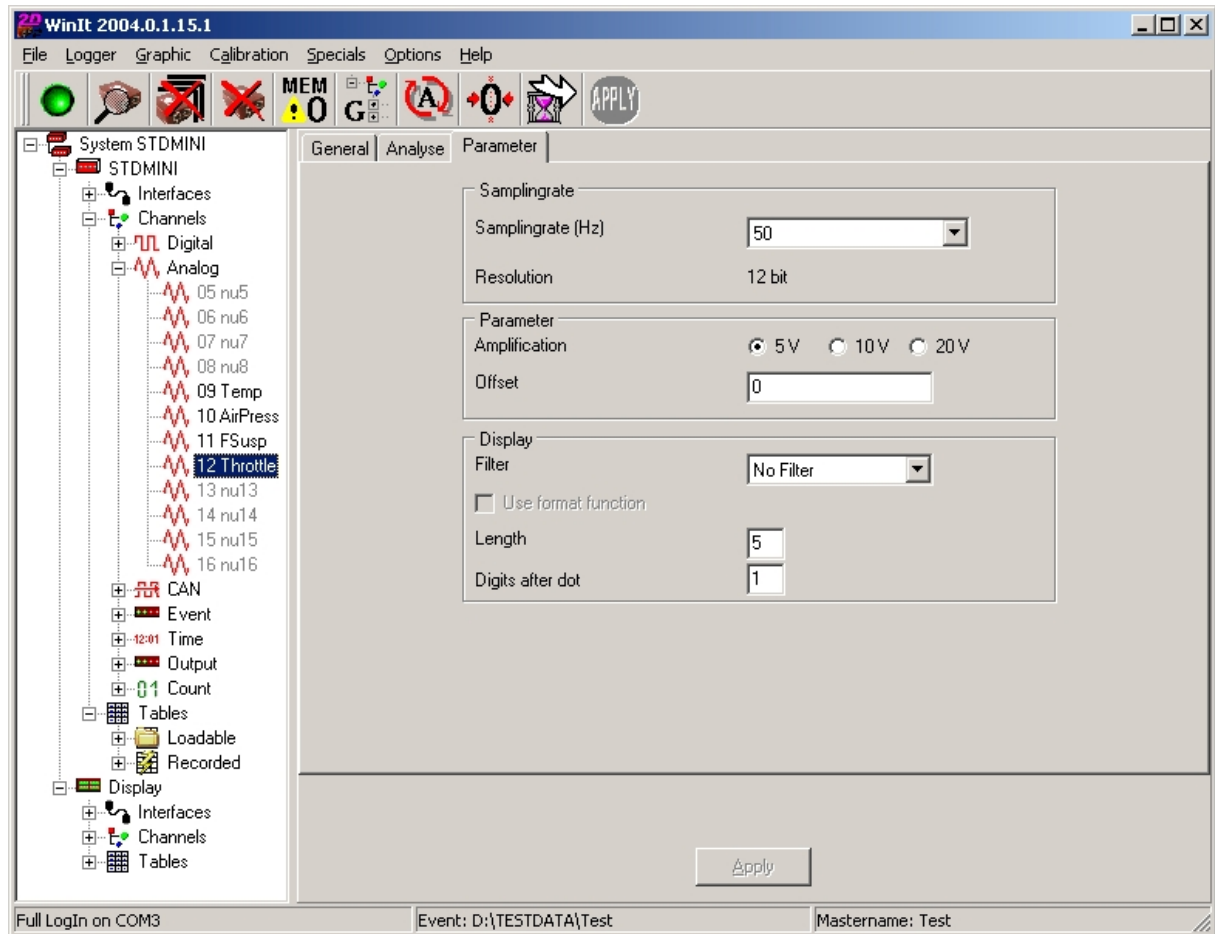 WinIt 2004.0.1.15.1
File Logger Graphic Calibration Specials Options Help
MEM 0 G A 0 APPLY
System STDMINI
STDMINI
Interfaces
Channels
Digital
Analog
05 nu5
06 nu6
07 nu7
08 nu8
09 Temp
10 AirPress
11 FSusp
12 Throttle
13 nu13
14 nu14
15 nu15
16 nu16
CAN
Event
12:01 Time
Output
01 Count
Tables
Loadable
Recorded
Display
Interfaces
Channels
Tables
General Analyse Parameter
Samplingrate
Samplingrate (Hz) 50
Resolution 12 bit
Parameter
Amplification 5 V 10 V 20 V
Offset 0
Display
Filter No Filter
Use format function
Length 5
Digits after dot 1
Apply
Full LogIn on COM3 Event: D:\TESTDATA\Test Mastername: Test